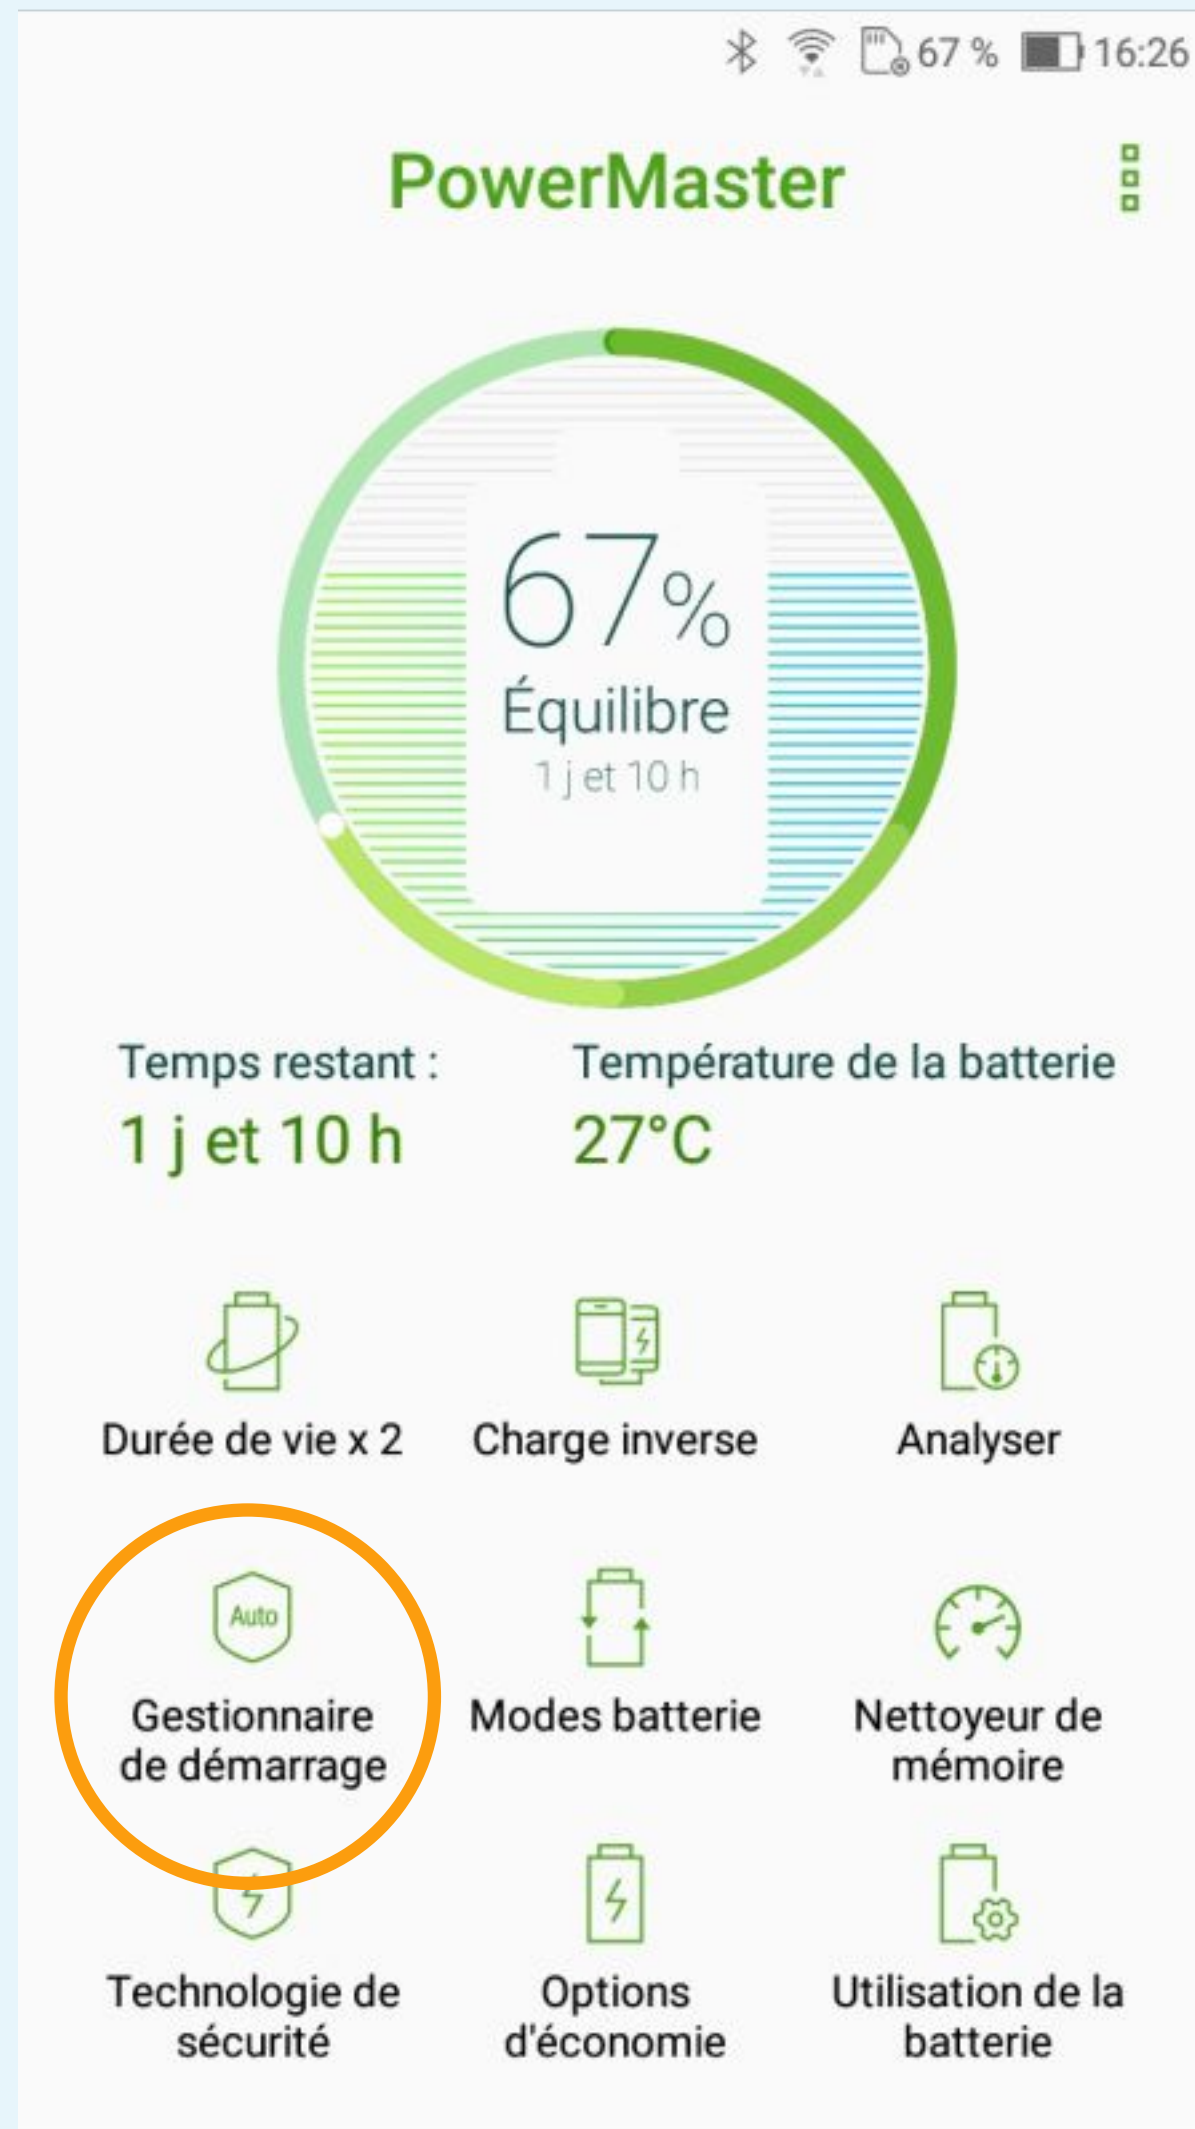 67 % 16:26
PowerMaster
67%
Équilibre
1 j et 10 h
Temps restant :
1 j et 10 h
Température de la batterie
27°C
Durée de vie x 2
Charge inverse
Analyser
Auto
Gestionnaire
de démarrage
Modes batterie
Nettoyeur de
mémoire
Technologie de
sécurité
Options
d'économie
Utilisation de la
batterie